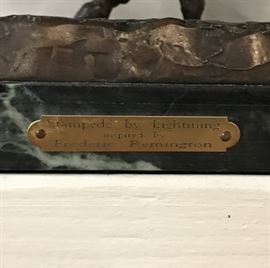 Stampede by Lightning
inspired by
Frederic Remington